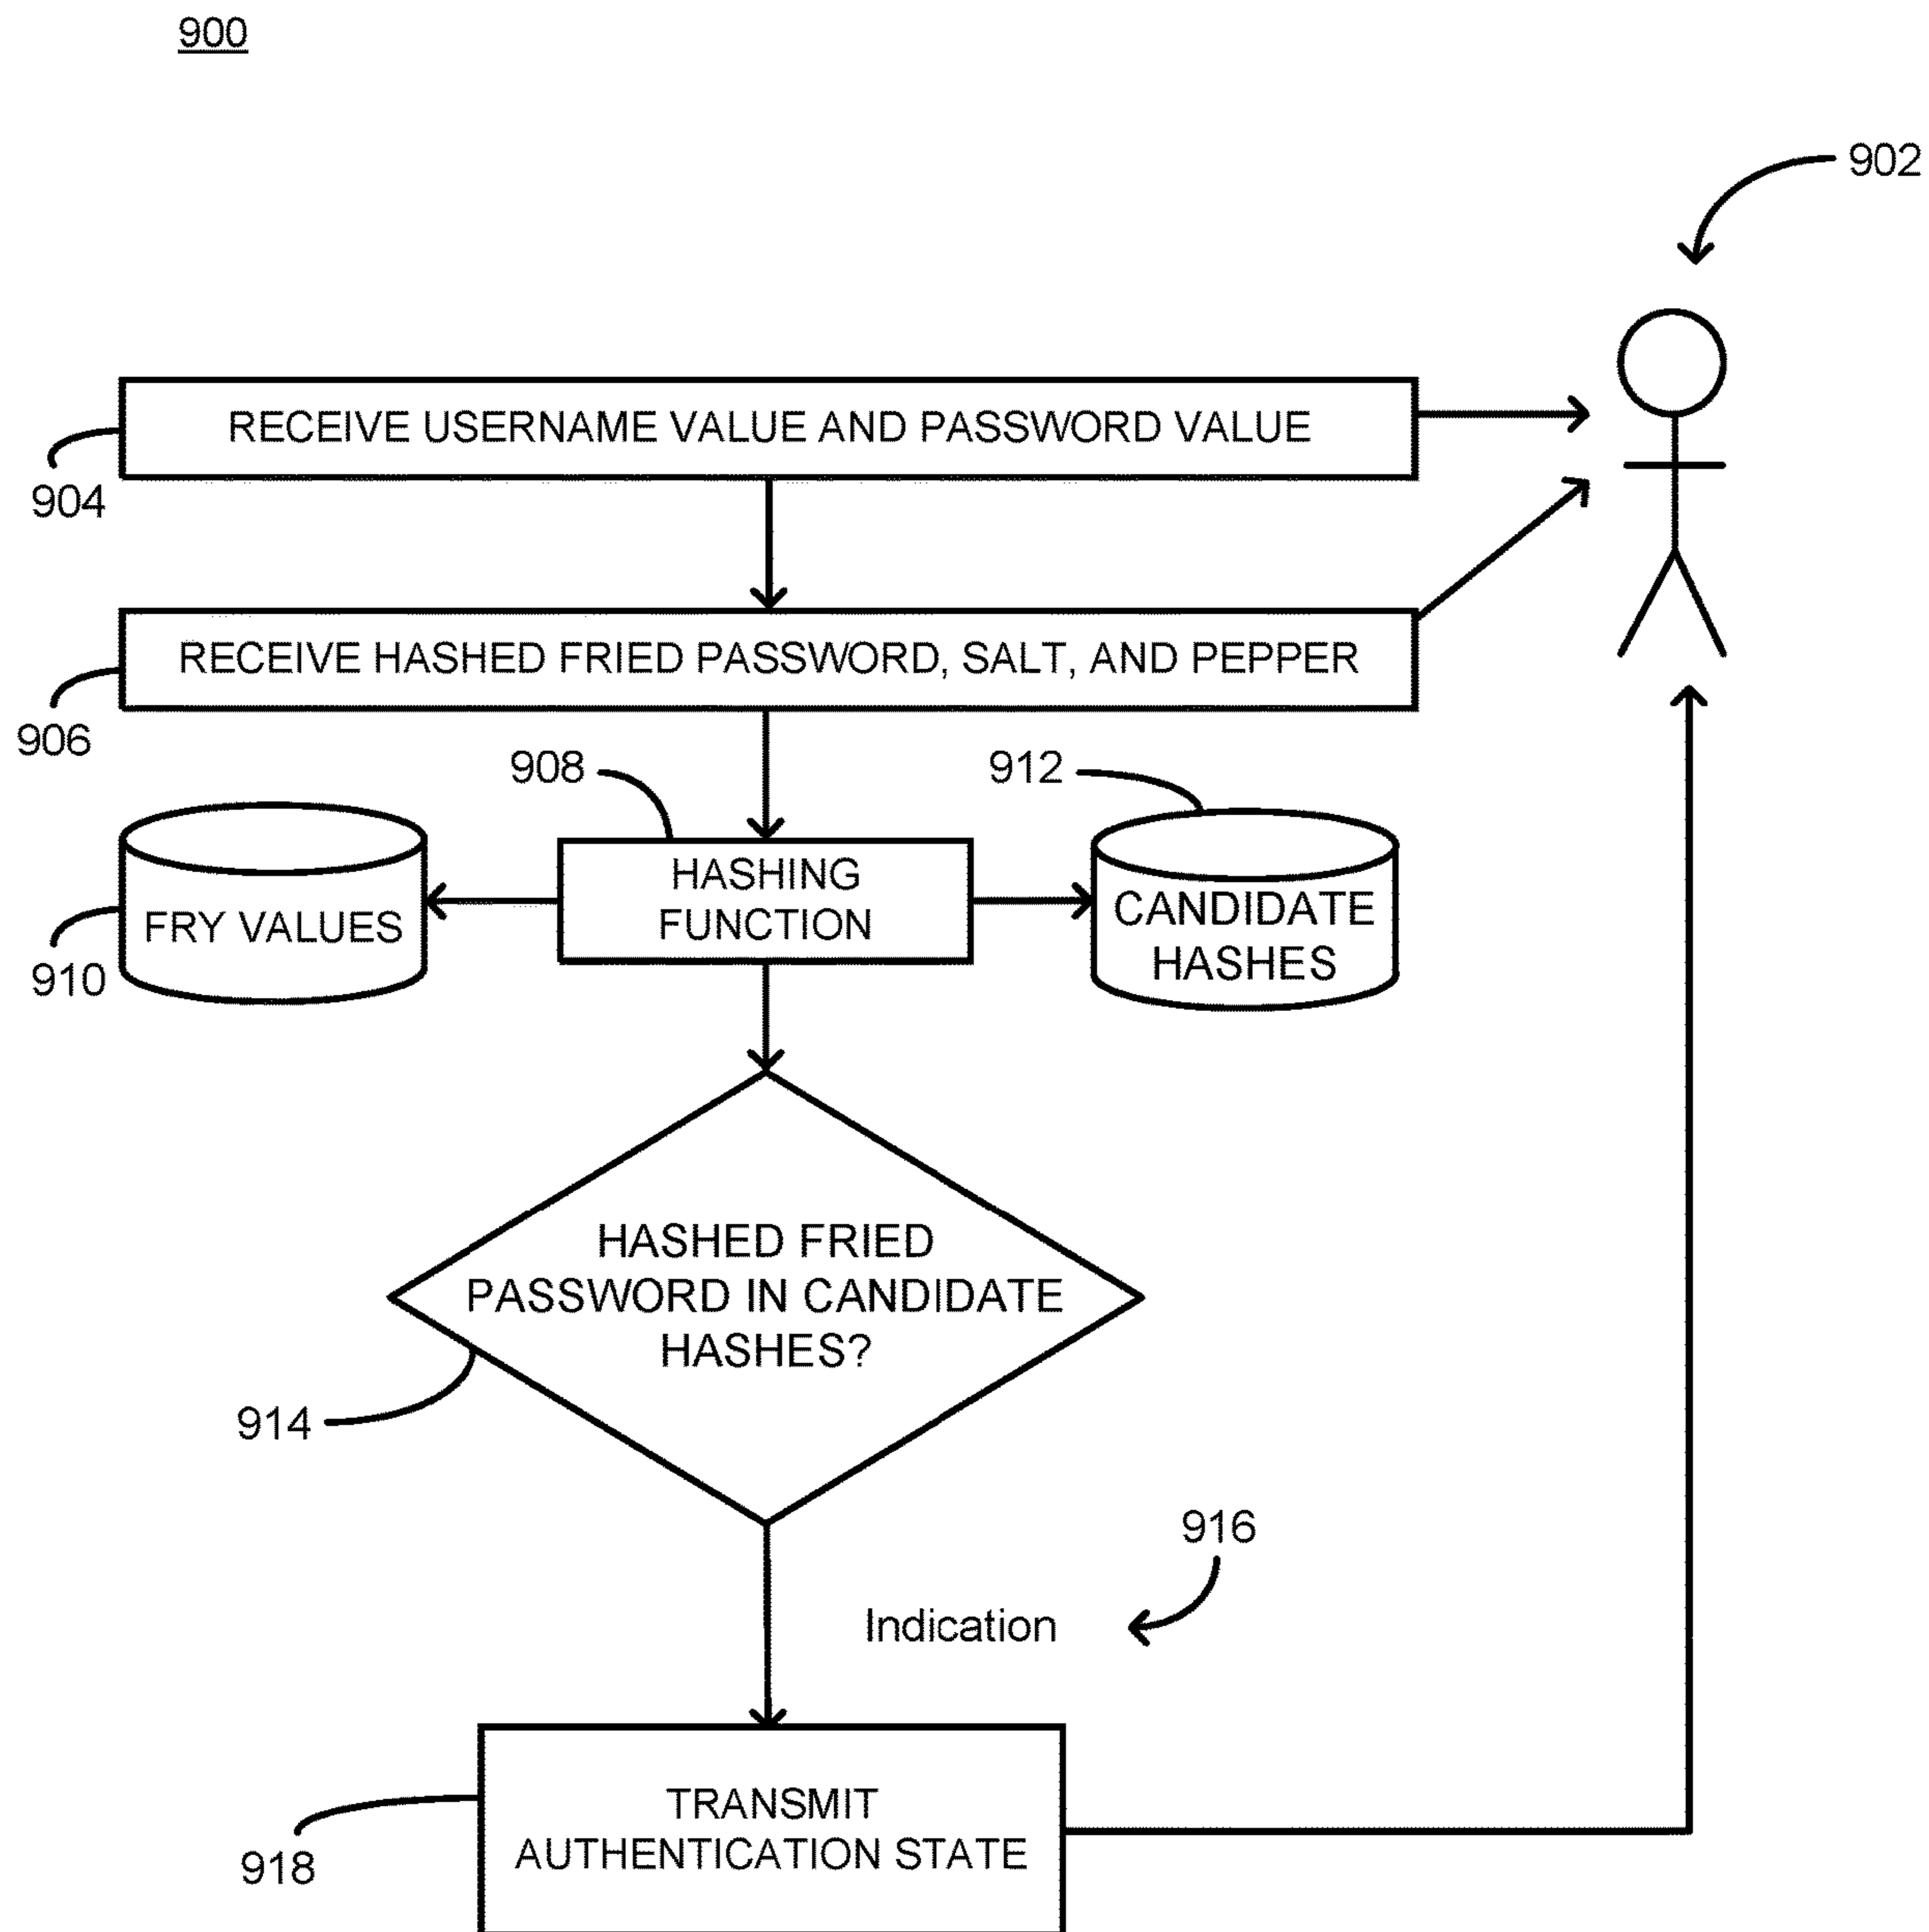 900
902
RECEIVE USERNAME VALUE AND PASSWORD VALUE
904
RECEIVE HASHED FRIED PASSWORD, SALT, AND PEPPER
906
908
912
HASHING
FUNCTION
FRY VALUES
CANDIDATE
HASHES
910
HASHED FRIED
PASSWORD IN CANDIDATE
HASHES?
914
916
Indication
TRANSMIT
AUTHENTICATION STATE
918